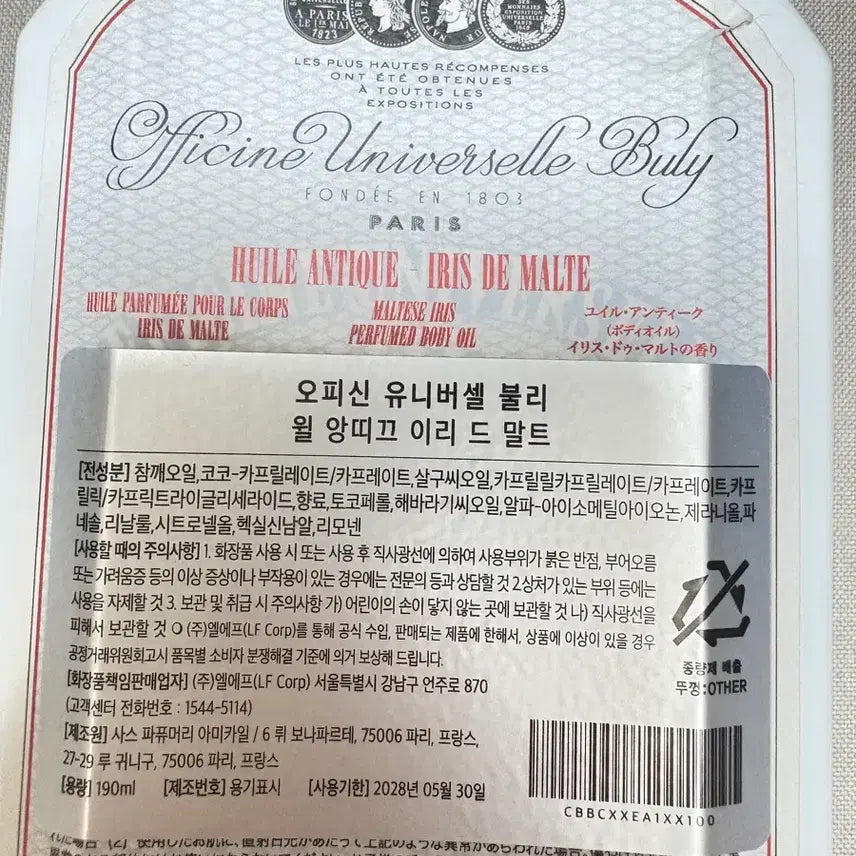 À PARIS
LE 1ER MAI
1823
LES PLUS HAUTES RÉCOMPENSES
ONT ÉTÉ OBTENUES
À TOUTES LES
EXPOSITIONS
Officine Universelle Buly
FONDÉE EN 1803
PARIS
HUILE ANTIQUE - IRIS DE MALTE
HUILE PARFUMÉE POUR LE CORPS
IRIS DE MALTE
MALTESE IRIS
PERFUMED BODY OIL
ユイル・アンティーク
(ボディオイル)
イリス・ドゥ・マルトの香り
오피신 유니버셀 불리
윌 앙띠끄 이리 드 말트
[전성분] 참깨오일,코코-카프릴레이트/카프레이트,살구씨오일,카프릴릴카프릴레이트/카프레이트,카프
릴릭/카프릭트라이글리세라이드,향료,토코페롤,해바라기씨오일,알파-아이소메틸아이오논,제라니올,파
네솔,리날룰,시트로넬올,헥실신남알,리모넨
[사용할 때의 주의사항] 1. 화장품 사용 시 또는 사용 후 직사광선에 의하여 사용부위가 붉은 반점, 부어오름
또는 가려움증 등의 이상 증상이나 부작용이 있는 경우에는 전문의 등과 상담할 것 2.상처가 있는 부위 등에는
사용을 자제할 것 3. 보관 및 취급 시 주의사항 가) 어린이의 손이 닿지 않는 곳에 보관할 것 나) 직사광선을
피해서 보관할 것 ㅇ (주)엘에프(LF Corp)를 통해 공식 수입, 판매되는 제품에 한해서, 상품에 이상이 있을 경우
공정거래위원회고시 품목별 소비자 분쟁해결 기준에 의거 보상해 드립니다.
[화장품책임판매업자] (주)엘에프(LF Corp) 서울특별시 강남구 언주로 870
(고객센터 전화번호 : 1544-5114)
[제조원] 사스 파퓨머리 아미카일 / 6 뤼 보나파르테, 75006 파리, 프랑스,
27-29 루 귀니구, 75006 파리, 프랑스
[용량] 190ml [제조번호] 용기표시 [사용기한] 2028년 05월 30일
종량제 배출
뚜껑:OTHER
CBBCXXEA1XX100